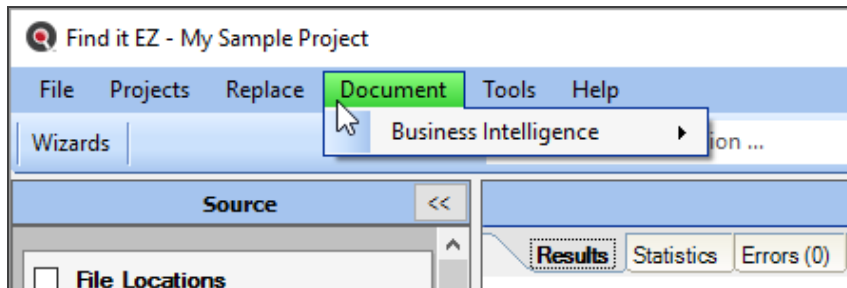 Find it EZ - My Sample Project
File Projects Replace Document Tools Help
Wizards Business Intelligence ion ...
Source <<
Results Statistics Errors (0)
File Locations